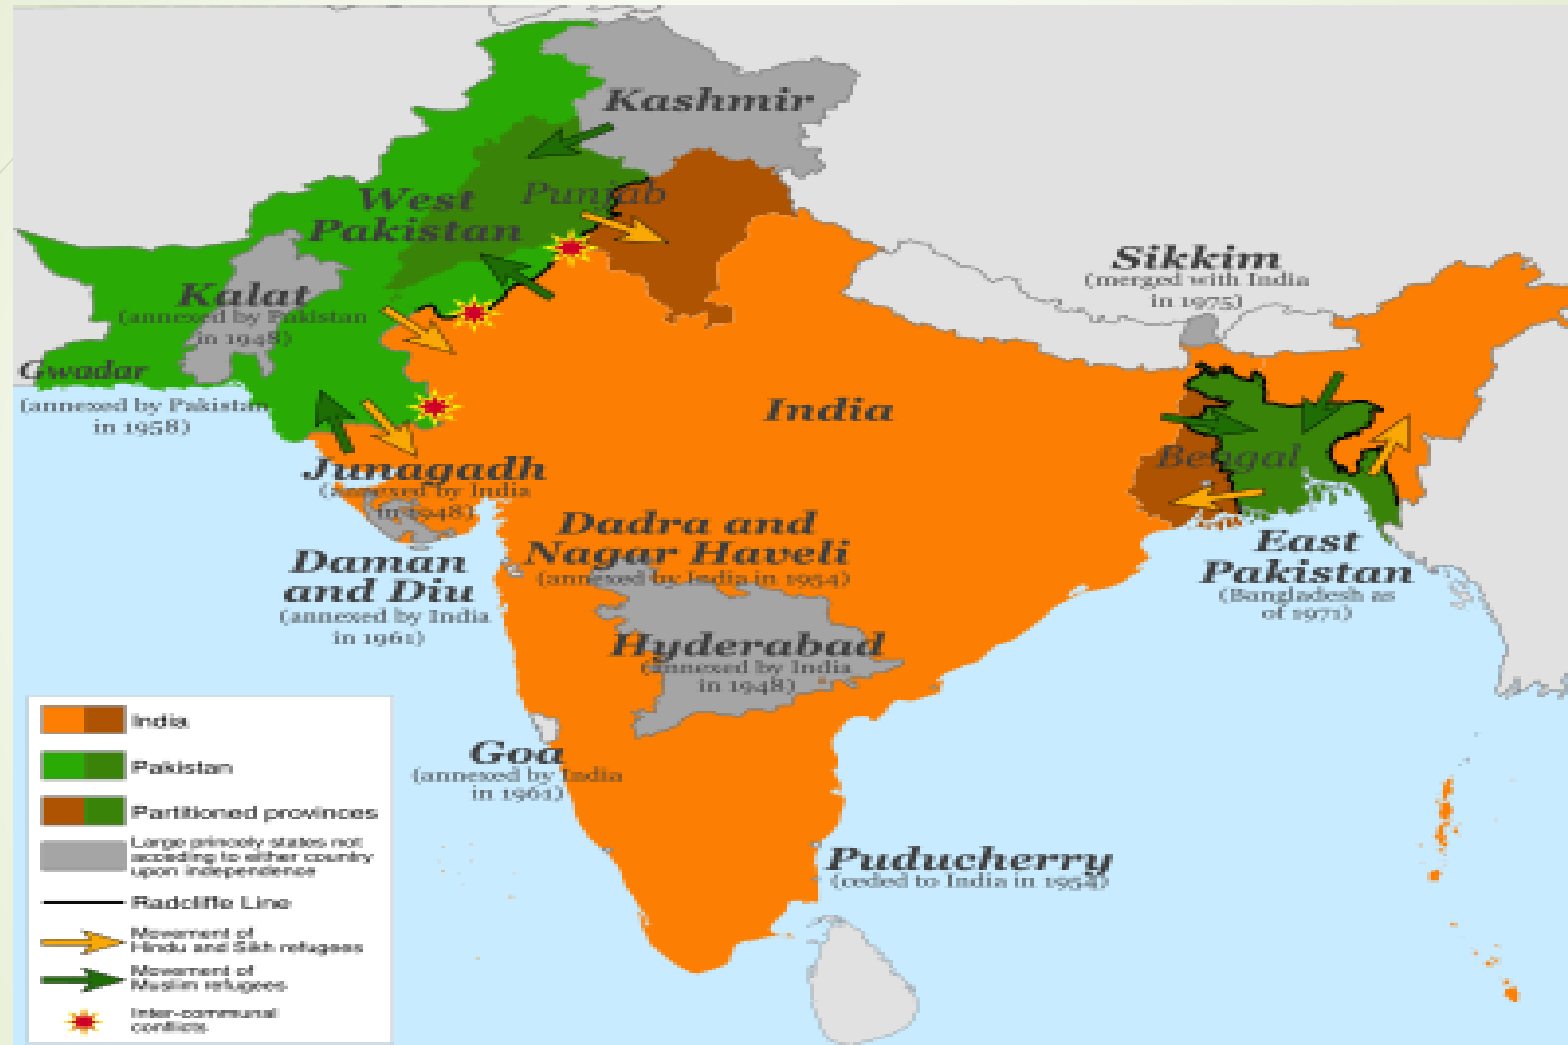 Kashmir
Punjab
West
Pakistan
Kalat
(annexed by Pakistan
in 1948)
Gwadar
(annexed by Pakistan
in 1958)
Sikkim
(merged with India
in 1975)
India
Bengal
East
Pakistan
(Bangladesh as
of 1971)
Junagadh
(annexed by India
in 1948)
Daman
and Diu
(annexed by India
in 1961)
Dadra and
Nagar Haveli
(annexed by India in 1954)
Hyderabad
(annexed by India
in 1948)
Goa
(annexed by India
in 1961)
Puducherry
(ceded to India in 1954)
India
Pakistan
Partitioned provinces
Large princely states not
acceding to either country
upon independence
Radcliffe Line
Movement of
Hindu and Sikh refugees
Movement of
Muslim refugees
Inter-communal
conflicts